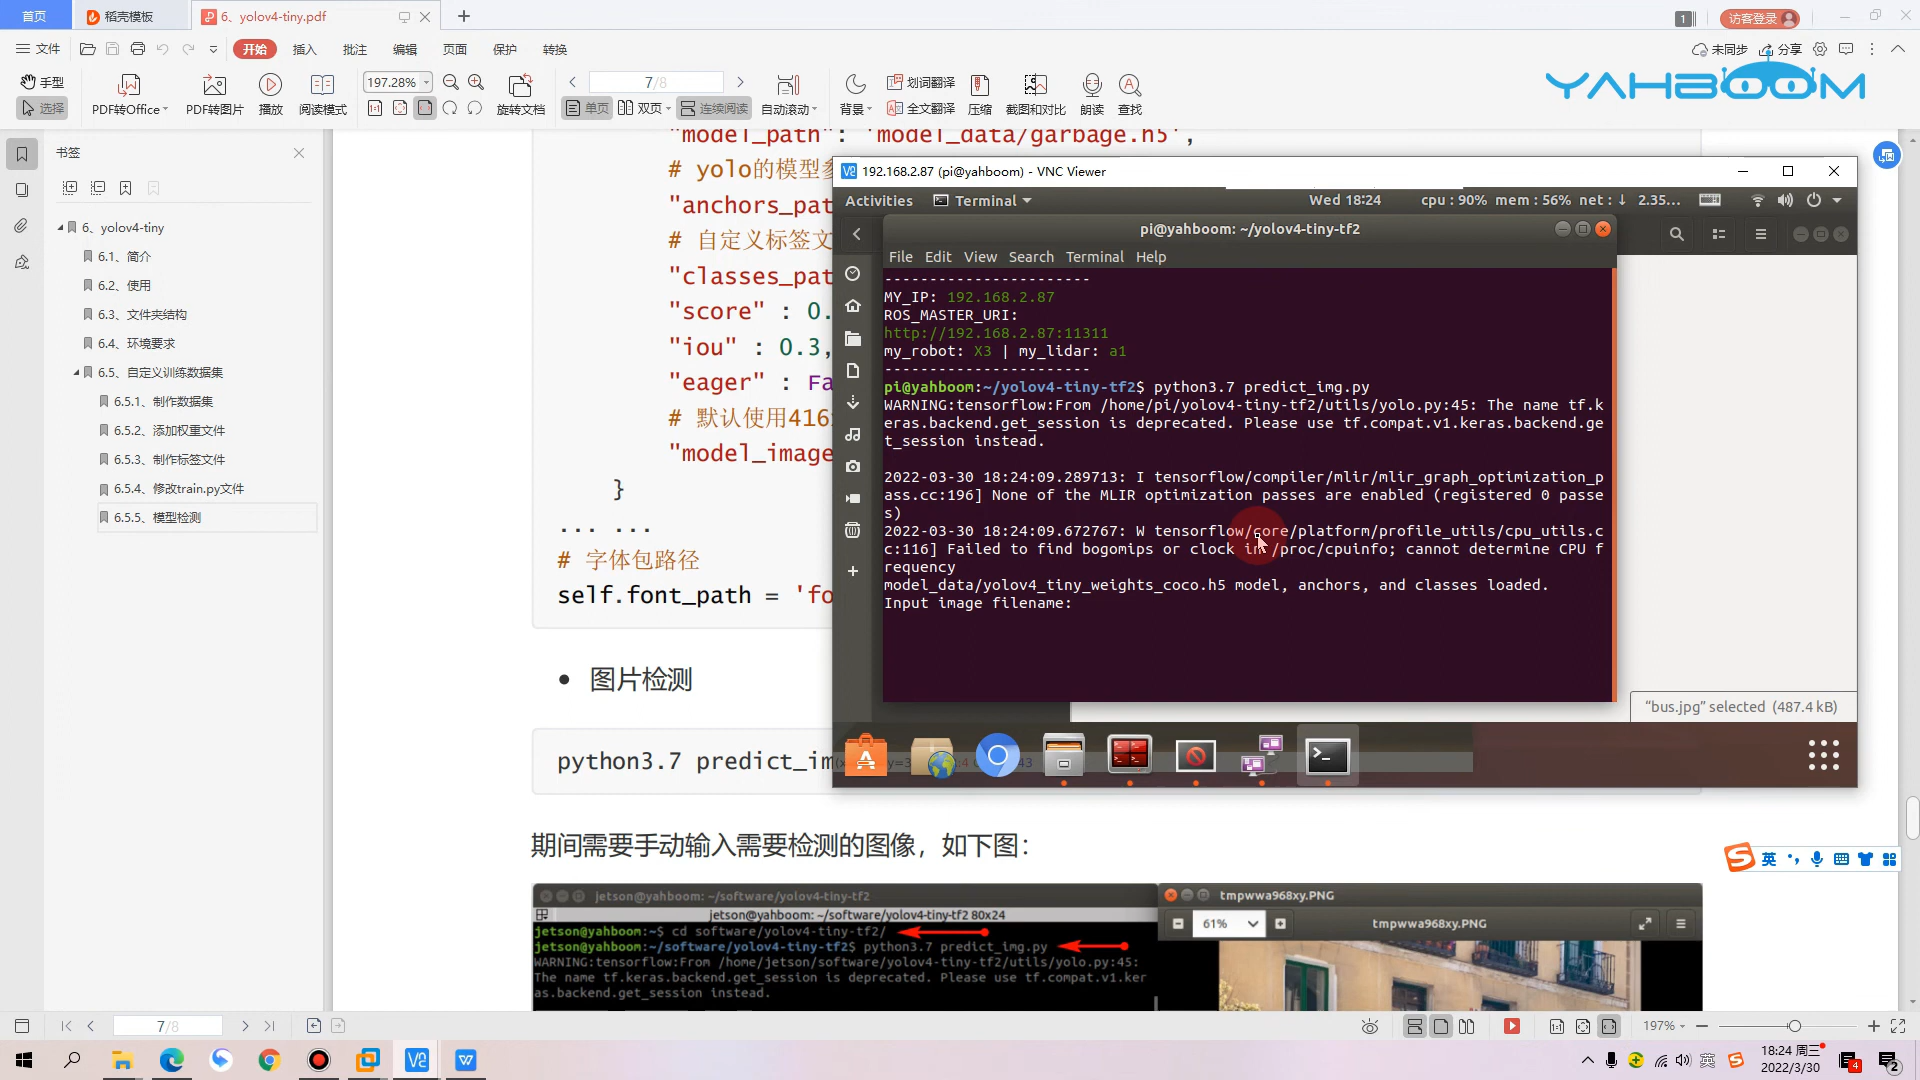 首页
稻壳模板
6、yolov4-tiny.pdf
1
访客登录
文件
开始
插入
批注
编辑
页面
保护
转换
未同步
分享
YAHBOOM
手型
选择
PDF转Office
PDF转图片
播放
阅读模式
197.28%
旋转文档
7/8
单页
双页
连续阅读
自动滚动
背景
划词翻译
全文翻译
压缩
截图和对比
朗读
查找
书签
6、yolov4-tiny
6.1、简介
6.2、使用
6.3、文件夹结构
6.4、环境要求
6.5、自定义训练数据集
6.5.1、制作数据集
6.5.2、添加权重文件
6.5.3、制作标签文件
6.5.4、修改train.py文件
6.5.5、模型检测
"model_path": 'model_data/garbage.h5',
# yolo的模型参
"anchors_pat
# 自定义标签文
"classes_pat
"score" : 0.
"iou" : 0.3,
"eager" : Fa
# 默认使用416
"model_image
}
... ...
# 字体包路径
self.font_path = 'fo
• 图片检测
python3.7 predict_im
期间需要手动输入需要检测的图像，如下图：
192.168.2.87 (pi@yahboom) - VNC Viewer
Activities
Terminal
Wed 18:24
cpu : 90% mem : 56% net : ↓ 2.35...
pi@yahboom: ~/yolov4-tiny-tf2
File Edit View Search Terminal Help
-----------------------
MY_IP: 192.168.2.87
ROS_MASTER_URI:
http://192.168.2.87:11311
my_robot: X3 | my_lidar: a1
-----------------------
pi@yahboom:~/yolov4-tiny-tf2$ python3.7 predict_img.py
WARNING:tensorflow:From /home/pi/yolov4-tiny-tf2/utils/yolo.py:45: The name tf.k
eras.backend.get_session is deprecated. Please use tf.compat.v1.keras.backend.ge
t_session instead.
2022-03-30 18:24:09.289713: I tensorflow/compiler/mlir/mlir_graph_optimization_p
ass.cc:196] None of the MLIR optimization passes are enabled (registered 0 passe
s)
2022-03-30 18:24:09.672767: W tensorflow/core/platform/profile_utils/cpu_utils.c
c:116] Failed to find bogomips or clock in /proc/cpuinfo; cannot determine CPU f
requency
model_data/yolov4_tiny_weights_coco.h5 model, anchors, and classes loaded.
Input image filename:
"bus.jpg" selected (487.4 kB)
jetson@yahboom: ~/software/yolov4-tiny-tf2
jetson@yahboom: ~/software/yolov4-tiny-tf2 80x24
jetson@yahboom:~$ cd software/yolov4-tiny-tf2/
jetson@yahboom:~/software/yolov4-tiny-tf2$ python3.7 predict_img.py
WARNING:tensorflow:From /home/jetson/software/yolov4-tiny-tf2/utils/yolo.py:45:
The name tf.keras.backend.get_session is deprecated. Please use tf.compat.v1.ker
as.backend.get_session instead.
tmpwwa968xy.PNG
61%
tmpwwa968xy.PNG
英
7/8
197%
英
18:24 周三
2022/3/30
4
2